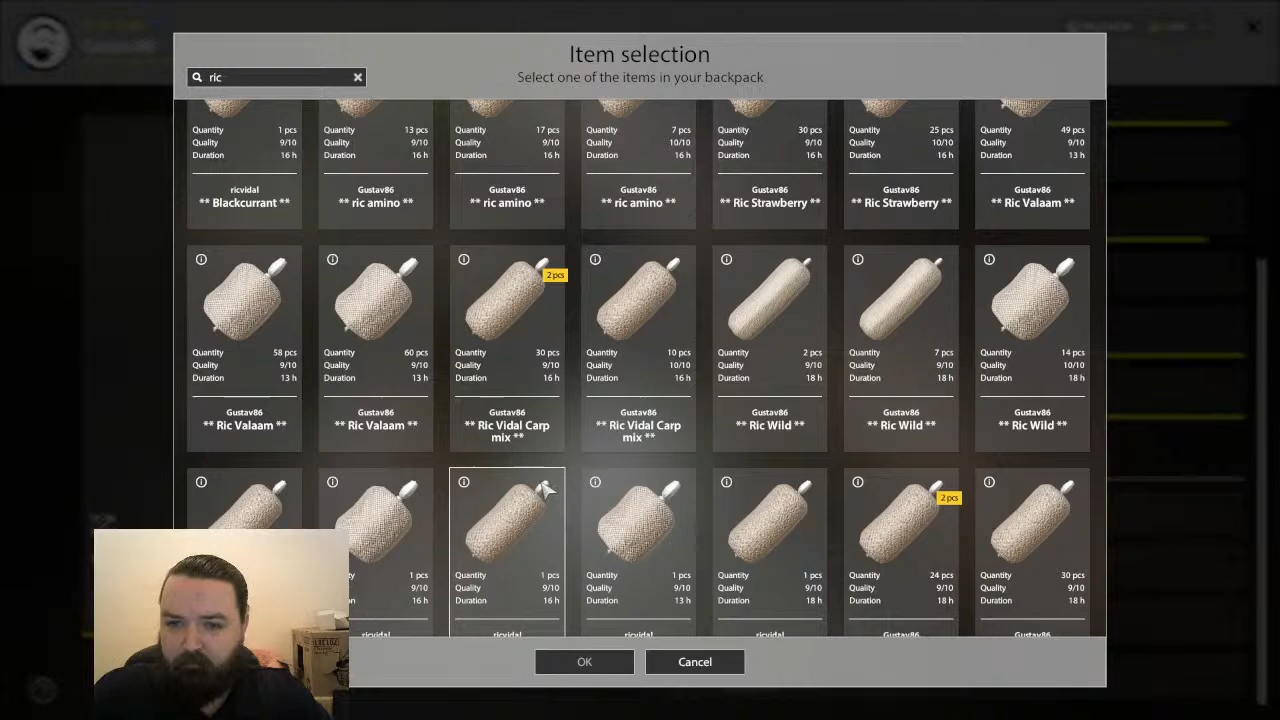 Item selection
ric
Select one of the items in your backpack
Quantity 1 pcs
Quality 9/10
Duration 16 h
ricvidal
** Blackcurrant **
Quantity 13 pcs
Quality 9/10
Duration 16 h
Gustav86
** ric amino **
Quantity 17 pcs
Quality 9/10
Duration 16 h
Gustav86
** ric amino **
Quantity 7 pcs
Quality 10/10
Duration 16 h
Gustav86
** ric amino **
Quantity 30 pcs
Quality 9/10
Duration 16 h
Gustav86
** Ric Strawberry **
Quantity 25 pcs
Quality 10/10
Duration 16 h
Gustav86
** Ric Strawberry **
Quantity 49 pcs
Quality 9/10
Duration 13 h
Gustav86
** Ric Valaam **
Quantity 58 pcs
Quality 9/10
Duration 13 h
Gustav86
** Ric Valaam **
Quantity 60 pcs
Quality 9/10
Duration 13 h
Gustav86
** Ric Valaam **
2 pcs
Quantity 30 pcs
Quality 9/10
Duration 16 h
Gustav86
** Ric Vidal Carp
mix **
Quantity 10 pcs
Quality 10/10
Duration 16 h
Gustav86
** Ric Vidal Carp
mix **
Quantity 2 pcs
Quality 9/10
Duration 18 h
Gustav86
** Ric Wild **
Quantity 7 pcs
Quality 9/10
Duration 18 h
Gustav86
** Ric Wild **
Quantity 14 pcs
Quality 10/10
Duration 18 h
Gustav86
** Ric Wild **
1 pcs
9/10
16 h
ricvidal
Quantity 1 pcs
Quality 9/10
Duration 16 h
ricvidal
Quantity 1 pcs
Quality 9/10
Duration 13 h
ricvidal
Quantity 1 pcs
Quality 9/10
Duration 18 h
ricvidal
2 pcs
Quantity 24 pcs
Quality 9/10
Duration 18 h
Gustav86
Quantity 30 pcs
Quality 9/10
Duration 18 h
Gustav86
OK
Cancel